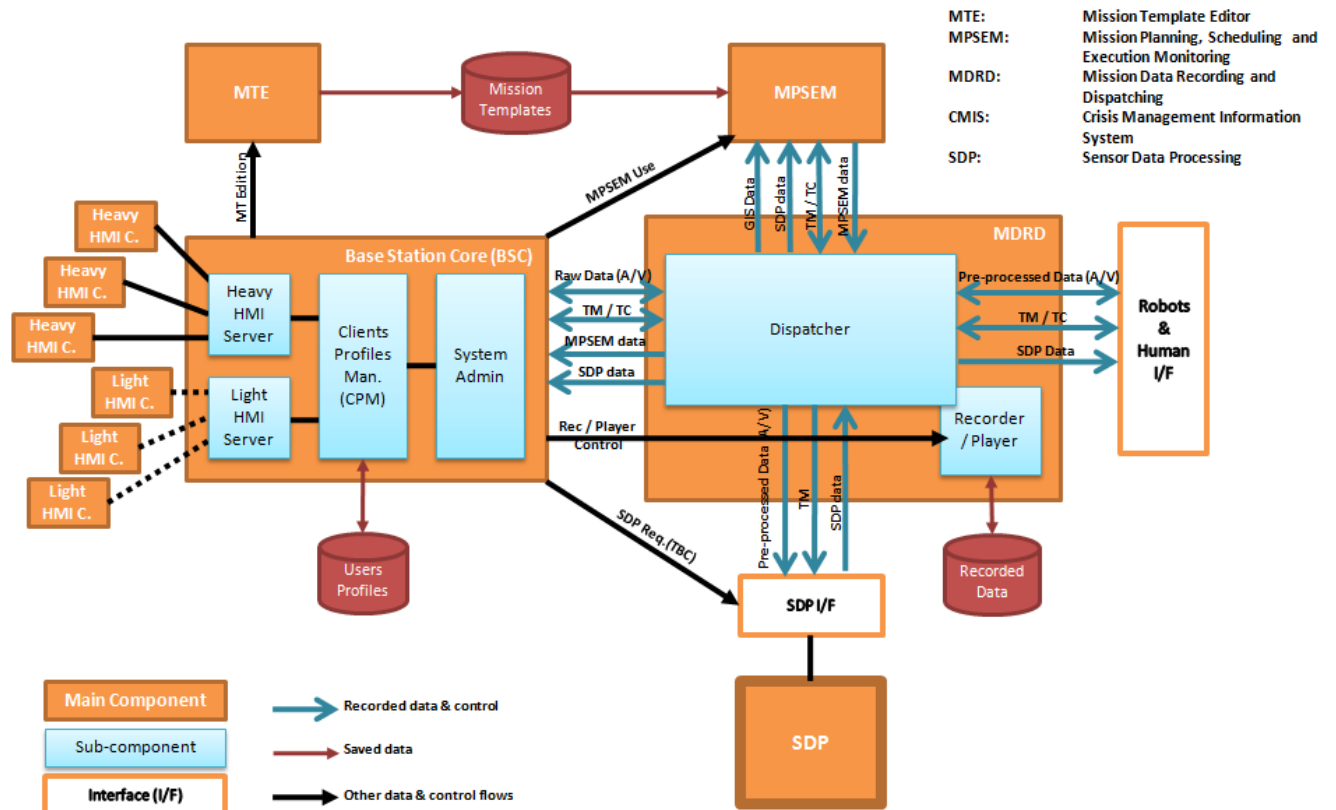 MTE: Mission Template Editor
MPSEM: Mission Planning, Scheduling and
Execution Monitoring
MDRD: Mission Data Recording and
Dispatching
CMIS: Crisis Management Information
System
SDP: Sensor Data Processing
MTE
Mission
Templates
MPSEM
MT Edition
MPSEM Use
GIS Data
SDP data
TM / TC
MPSEM data
Heavy
HMI C.
Heavy
HMI C.
Heavy
HMI C.
Light
HMI C.
Light
HMI C.
Light
HMI C.
Base Station Core (BSC)
Heavy
HMI
Server
Light
HMI
Server
Clients
Profiles
Man.
(CPM)
System
Admin
Raw Data (A/V)
TM / TC
MPSEM data
SDP data
Rec / Player
Control
MDRD
Dispatcher
Recorder
/ Player
Pre-processed Data (A/V)
TM / TC
SDP Data
Robots
&
Human
I/F
Pre-processed Data (A/V)
TM
SDP data
SDP Req.(TBC)
Users
Profiles
Recorded
Data
SDP I/F
SDP
Main Component
Sub-component
Interface (I/F)
Recorded data & control
Saved data
Other data & control flows